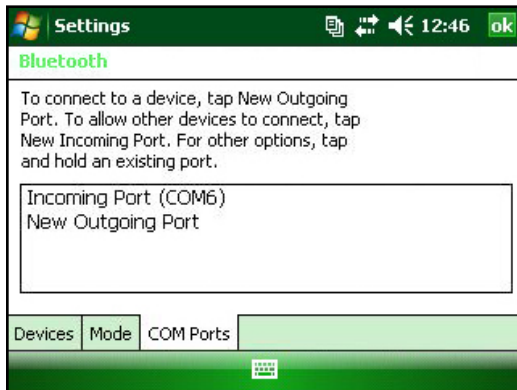 Settings 12:46 ok
Bluetooth
To connect to a device, tap New Outgoing
Port. To allow other devices to connect, tap
New Incoming Port. For other options, tap
and hold an existing port.
Incoming Port (COM6)
New Outgoing Port
Devices Mode COM Ports